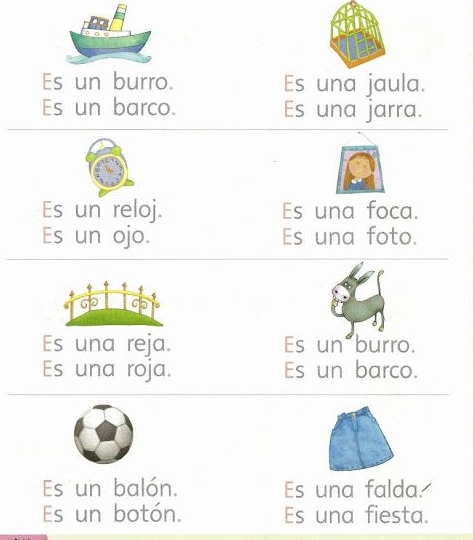 Es un burro.
Es un barco.
Es una jaula.
Es una jarra.
Es un reloj.
Es un ojo.
Es una foca.
Es una foto.
Es una reja.
Es una roja.
Es un burro.
Es un barco.
Es un balón.
Es un botón.
Es una falda.
Es una fiesta.